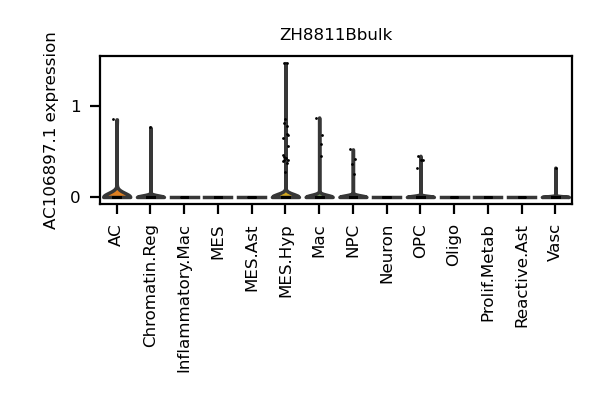 ZH8811Bbulk
AC106897.1 expression
1
0
AC
Chromatin.Reg
Inflammatory.Mac
MES
MES.Ast
MES.Hyp
Mac
NPC
Neuron
OPC
Oligo
Prolif.Metab
Reactive.Ast
Vasc